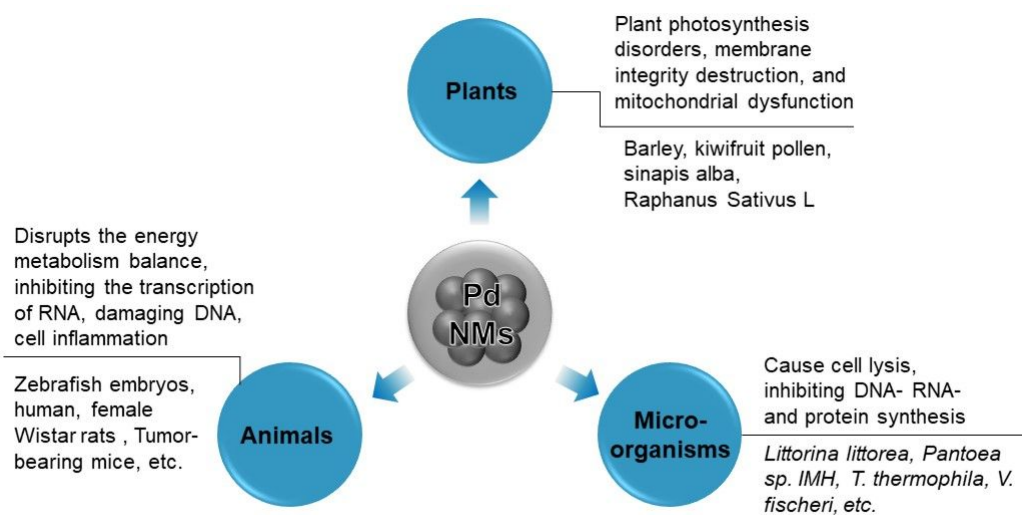 Plant photosynthesis
disorders, membrane
integrity destruction, and
mitochondrial dysfunction
Plants
Barley, kiwifruit pollen,
sinapis alba,
Raphanus Sativus L
Disrupts the energy
metabolism balance,
inhibiting the transcription
of RNA, damaging DNA,
cell inflammation
Pd
NMs
Zebrafish embryos,
human, female
Wistar rats , Tumor-
bearing mice, etc.
Animals
Micro-
organisms
Cause cell lysis,
inhibiting DNA- RNA-
and protein synthesis
Littorina littorea, Pantoea
sp. IMH, T. thermophila, V.
fischeri, etc.